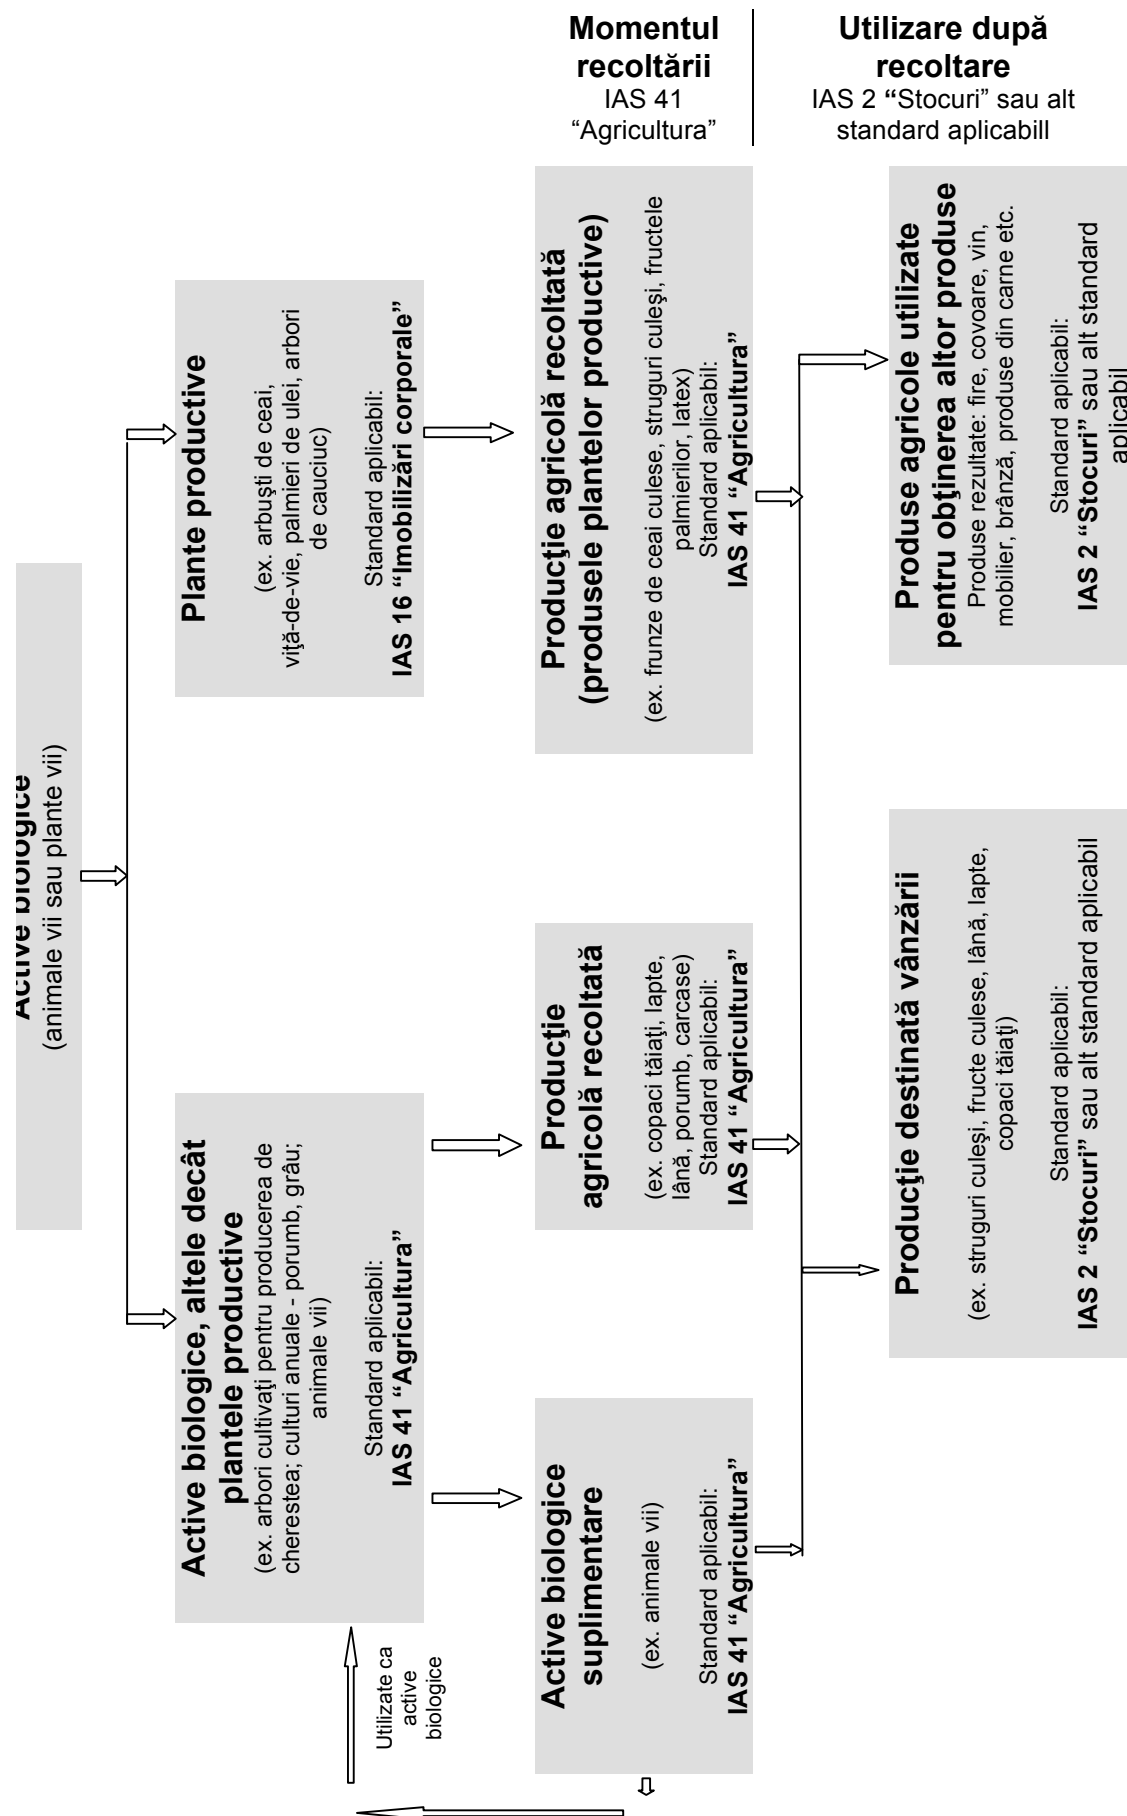 Momentul
recoltării
IAS 41
“Agricultura”
Utilizare după
recoltare
IAS 2 “Stocuri” sau alt
standard aplicabill
Active biologice
(animale vii sau plante vii)
Active biologice, altele decât
plantele productive
(ex. arbori cultivaţi pentru producerea de
cherestea; culturi anuale - porumb, grâu;
animale vii)
Standard aplicabil:
IAS 41 “Agricultura”
Plante productive
(ex. arbuşti de ceai,
viţă-de-vie, palmieri de ulei, arbori
de cauciuc)
Standard aplicabil:
IAS 16 “Imobilizări corporale”
Utilizate ca
active
biologice
Active biologice
suplimentare
(ex. animale vii)
Standard aplicabil:
IAS 41 “Agricultura”
Producţie
agricolă recoltată
(ex. copaci tăiaţi, lapte,
lână, porumb, carcase)
Standard aplicabil:
IAS 41 “Agricultura”
Producţie agricolă recoltată
(produsele plantelor productive)
(ex. frunze de ceai culese, struguri culeşi, fructele
palmierilor, latex)
Standard aplicabil:
IAS 41 “Agricultura”
Producţie destinată vânzării
(ex. struguri culeşi, fructe culese, lână, lapte,
copaci tăiaţi)
Standard aplicabil:
IAS 2 “Stocuri” sau alt standard aplicabil
Produse agricole utilizate
pentru obţinerea altor produse
Produse rezultate: fire, covoare, vin,
mobilier, brânză, produse din carne etc.
Standard aplicabil:
IAS 2 “Stocuri” sau alt standard
aplicabil